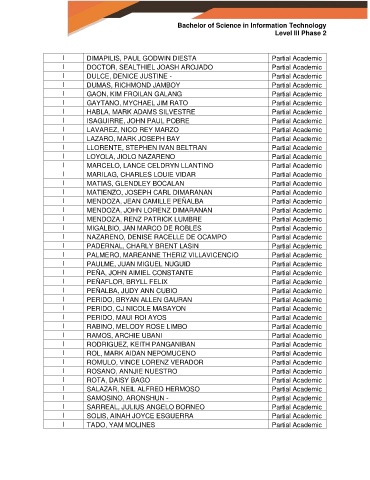 Bachelor of Science in Information Technology
Level III Phase 2
I DIMAPILIS, PAUL GODWIN DIESTA Partial Academic
I DOCTOR, SEALTHIEL JOASH AROJADO Partial Academic
I DULCE, DENICE JUSTINE - Partial Academic
I DUMAS, RICHMOND JAMBOY Partial Academic
I GAON, KIM FROILAN GALANG Partial Academic
I GAYTANO, MYCHAEL JIM RATO Partial Academic
I HABLA, MARK ADAMS SILVESTRE Partial Academic
I ISAGUIRRE, JOHN PAUL POBRE Partial Academic
I LAVAREZ, NICO REY MARZO Partial Academic
I LAZARO, MARK JOSEPH BAY Partial Academic
I LLORENTE, STEPHEN IVAN BELTRAN Partial Academic
I LOYOLA, JIOLO NAZARENO Partial Academic
I MARCELO, LANCE CELDRYN LLANTINO Partial Academic
I MARILAG, CHARLES LOUIE VIDAR Partial Academic
I MATIAS, GLENDLEY BOCALAN Partial Academic
I MATIENZO, JOSEPH CARL DIMARANAN Partial Academic
I MENDOZA, JEAN CAMILLE PEÑALBA Partial Academic
I MENDOZA, JOHN LORENZ DIMARANAN Partial Academic
I MENDOZA, RENZ PATRICK LUMBRE Partial Academic
I MIGALBIO, JAN MARCO DE ROBLES Partial Academic
I NAZARENO, DENISE RACELLE DE OCAMPO Partial Academic
I PADERNAL, CHARLY BRENT LASIN Partial Academic
I PALMERO, MAREANNE THERIZ VILLAVICENCIO Partial Academic
I PAULME, JUAN MIGUEL NUGUID Partial Academic
I PEÑA, JOHN AIMIEL CONSTANTE Partial Academic
I PEÑAFLOR, BRYLL FELIX Partial Academic
I PEÑALBA, JUDY ANN CUBIO Partial Academic
I PERIDO, BRYAN ALLEN GAURAN Partial Academic
I PERIDO, CJ NICOLE MASAYON Partial Academic
I PERIDO, MAUI ROI AYOS Partial Academic
I RABINO, MELODY ROSE LIMBO Partial Academic
I RAMOS, ARCHIE UBANI Partial Academic
I RODRIGUEZ, KEITH PANGANIBAN Partial Academic
I ROL, MARK AIDAN NEPOMUCENO Partial Academic
I ROMULO, VINCE LORENZ VERADOR Partial Academic
I ROSANO, ANNJIE NUESTRO Partial Academic
I ROTA, DAISY BAGO Partial Academic
I SALAZAR, NEIL ALFRED HERMOSO Partial Academic
I SAMOSINO, ARONSHUN - Partial Academic
I SARREAL, JULIUS ANGELO BORNEO Partial Academic
I SOLIS, AINAH JOYCE ESGUERRA Partial Academic
I TADO, YAM MOLINES Partial Academic